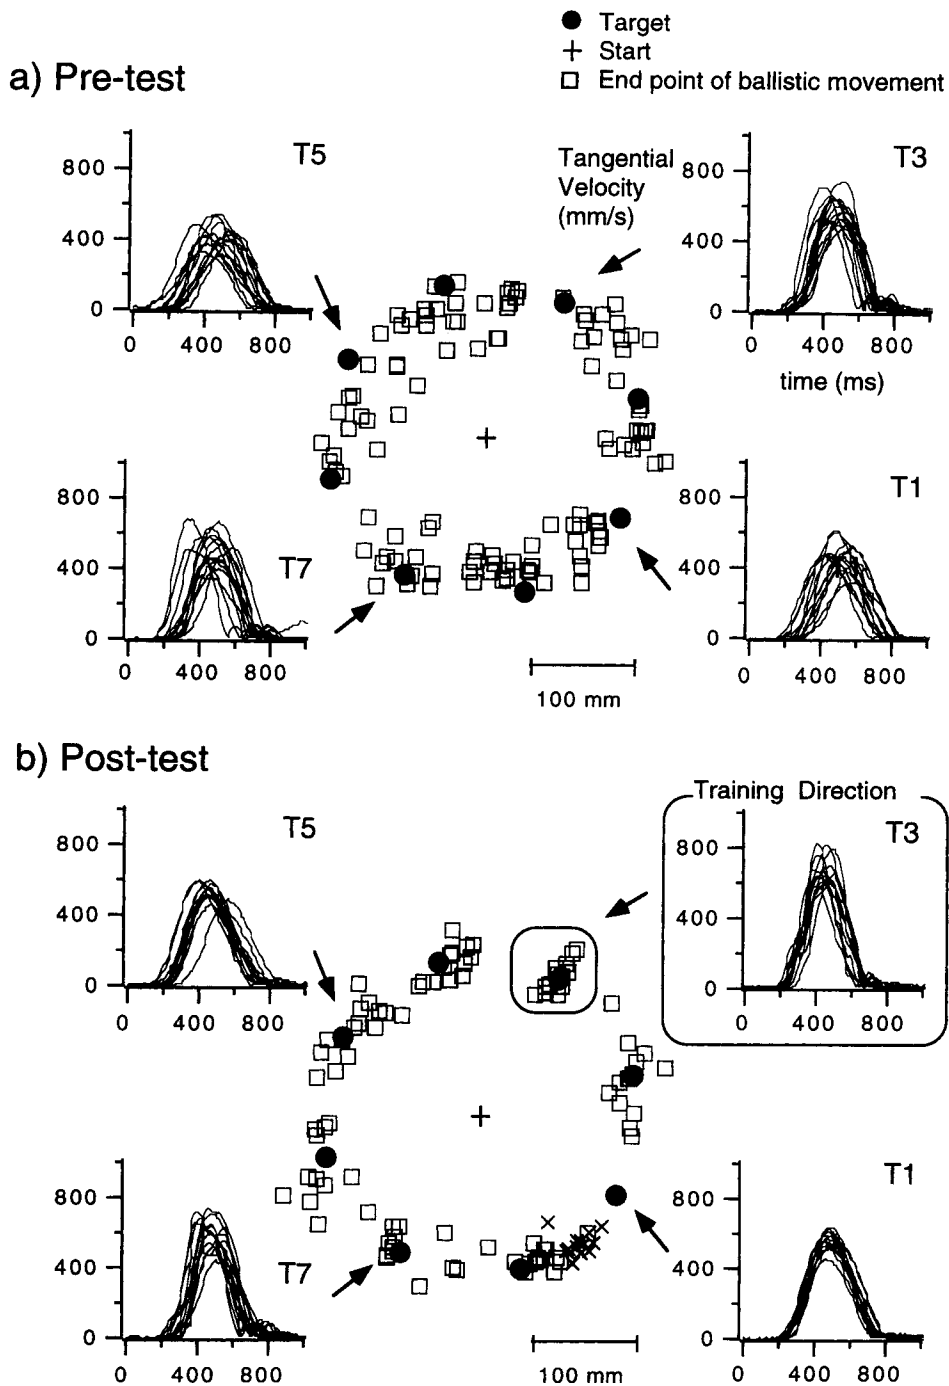 Target
+ Start
End point of ballistic movement
a) Pre-test
T5
800
400
0
0 400 800
Tangential
Velocity
(mm/s)
T3
800
400
0
0 400 800
time (ms)
T7
800
400
0
0 400 800
T1
800
400
0
0 400 800
100 mm
b) Post-test
T5
800
400
0
0 400 800
Training Direction
T3
800
400
0
0 400 800
T7
800
400
0
0 400 800
T1
800
400
0
0 400 800
100 mm